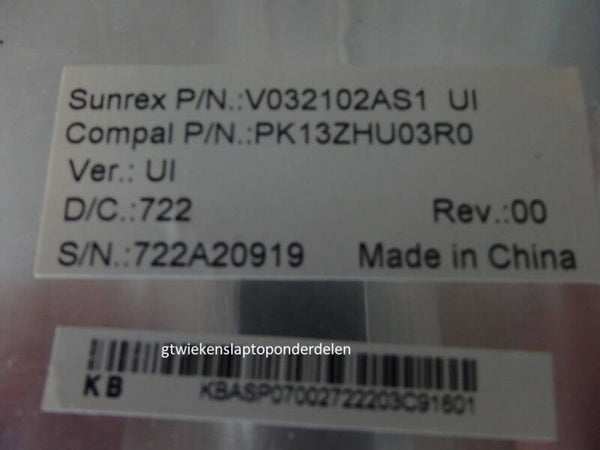 Sunrex P/N.:V032102AS1 UI
Compal P/N.:PK13ZHU03R0
Ver.: UI
D/C.:722 Rev.:00
S/N.:722A20919 Made in China
gtwiekenslaptoponderdelen
KB KBASP07002722203C91601